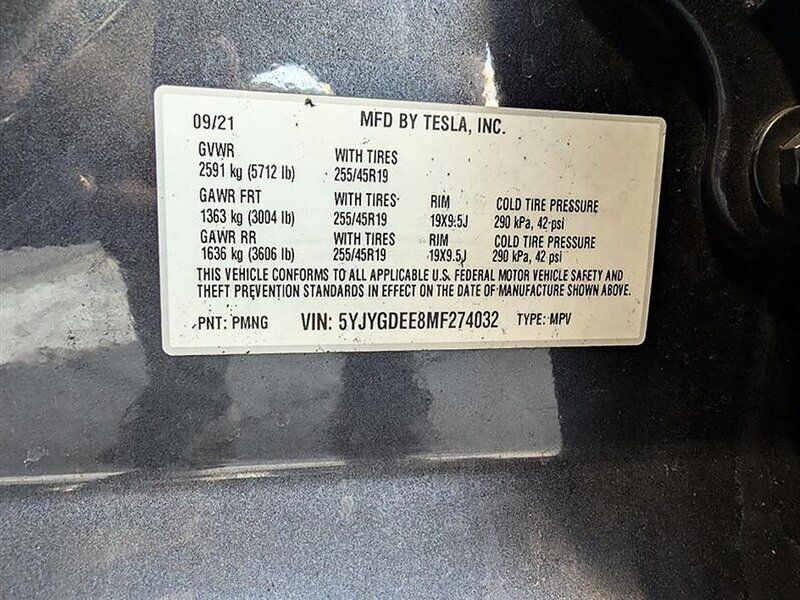 09/21 MFD BY TESLA, INC.
GVWR WITH TIRES
2591 kg (5712 lb) 255/45R19
GAWR FRT WITH TIRES RIM COLD TIRE PRESSURE
1363 kg (3004 lb) 255/45R19 19X9.5J 290 kPa, 42 psi
GAWR RR WITH TIRES RIM COLD TIRE PRESSURE
1636 kg (3606 lb) 255/45R19 19X9.5J 290 kPa, 42 psi
THIS VEHICLE CONFORMS TO ALL APPLICABLE U.S. FEDERAL MOTOR VEHICLE SAFETY AND
THEFT PREVENTION STANDARDS IN EFFECT ON THE DATE OF MANUFACTURE SHOWN ABOVE.
PNT: PMNG VIN: 5YJYGDEE8MF274032 TYPE: MPV